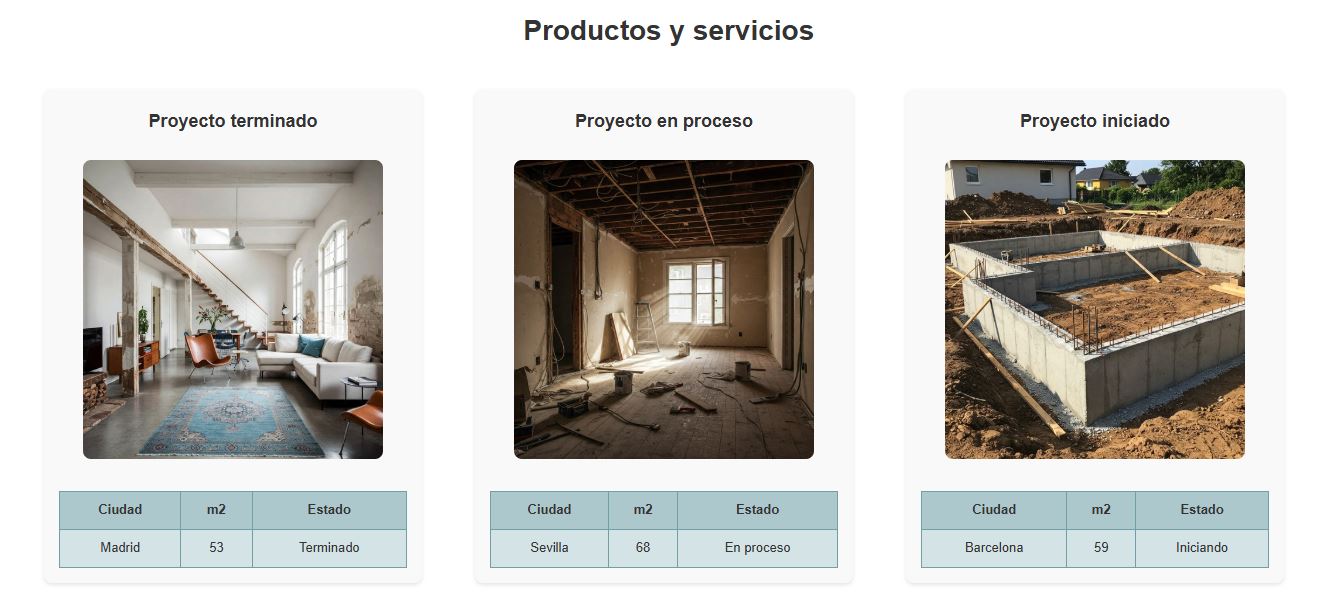 Productos y servicios
Proyecto terminado
Ciudad m2 Estado
Madrid 53 Terminado
Proyecto en proceso
Ciudad m2 Estado
Sevilla 68 En proceso
Proyecto iniciado
Ciudad m2 Estado
Barcelona 59 Iniciando